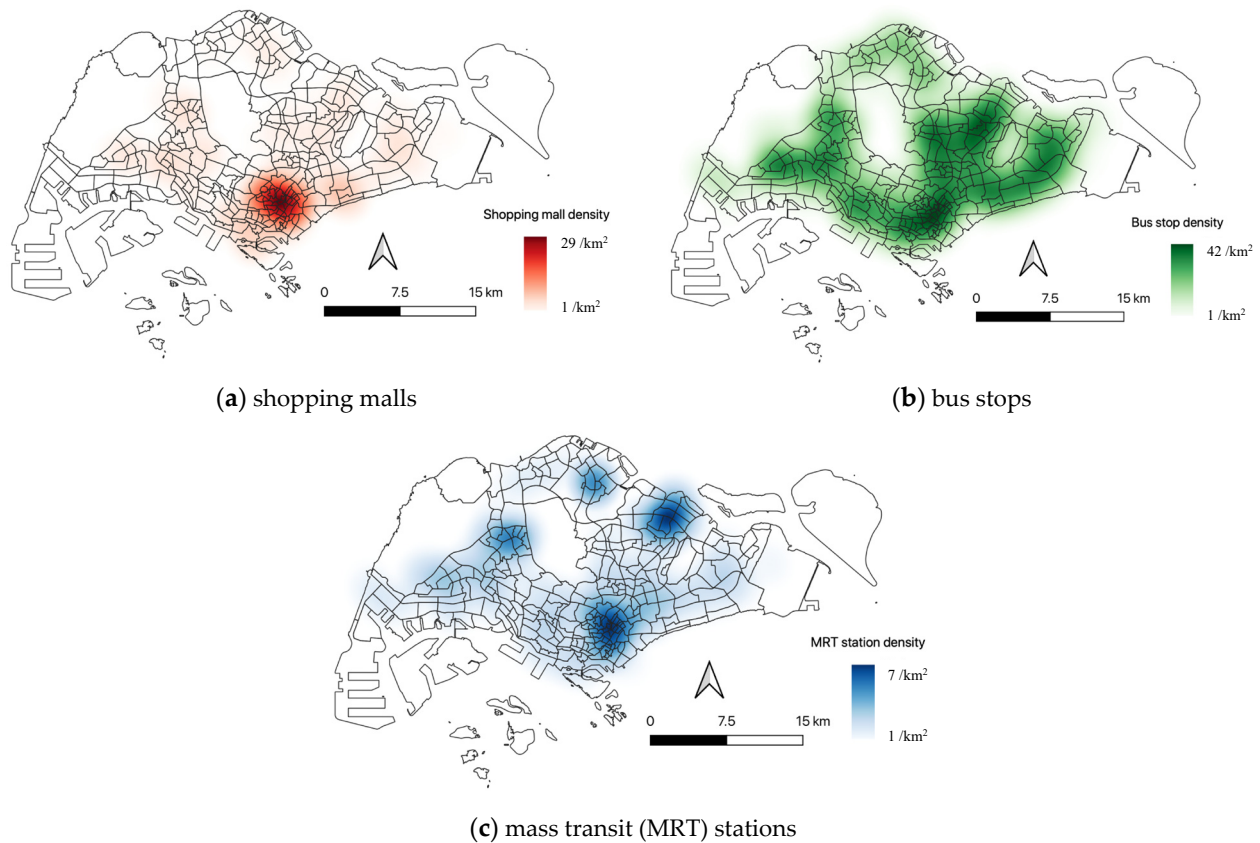 Shopping mall density
29 /km²
1 /km²
0 7.5 15 km
(a) shopping malls
Bus stop density
42 /km²
1 /km²
0 7.5 15 km
(b) bus stops
MRT station density
7 /km²
1 /km²
0 7.5 15 km
(c) mass transit (MRT) stations